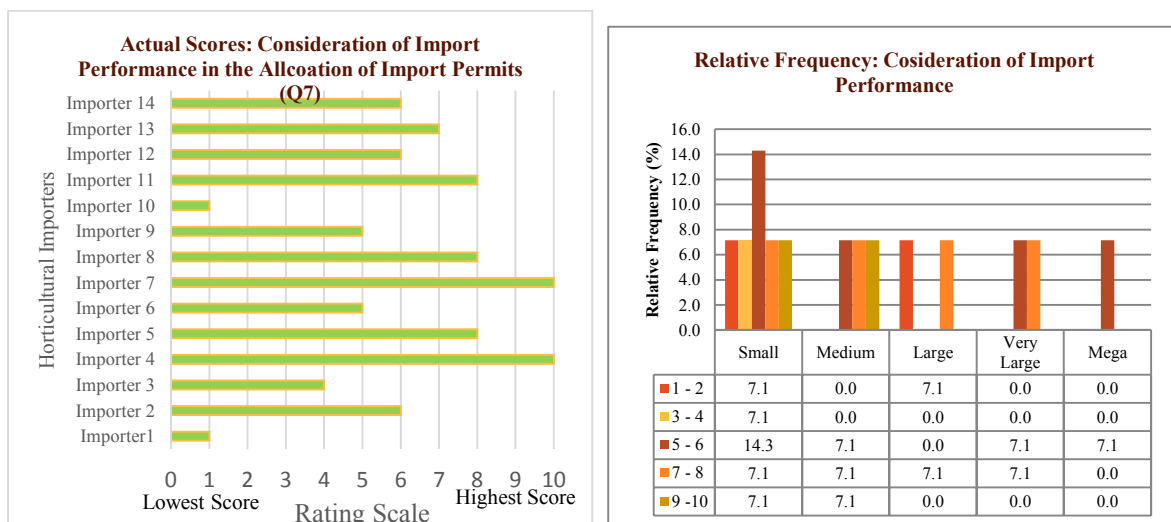 Actual Scores: Consideration of Import
Performance in the Allcoation of Import Permits
(Q7)
Horticultural Importers
Importer 14
Importer 13
Importer 12
Importer 11
Importer 10
Importer 9
Importer 8
Importer 7
Importer 6
Importer 5
Importer 4
Importer 3
Importer 2
Importer1
0 1 2 3 4 5 6 7 8 9 10
Lowest Score Highest Score
Rating Scale
Relative Frequency: Cosideration of Import
Performance
Relative Frequency (%)
16.0
14.0
12.0
10.0
8.0
6.0
4.0
2.0
0.0
Small Medium Large Very Large Mega
1 - 2 7.1 0.0 7.1 0.0 0.0
3 - 4 7.1 0.0 0.0 0.0 0.0
5 - 6 14.3 7.1 0.0 7.1 7.1
7 - 8 7.1 7.1 7.1 7.1 0.0
9 -10 7.1 7.1 0.0 0.0 0.0